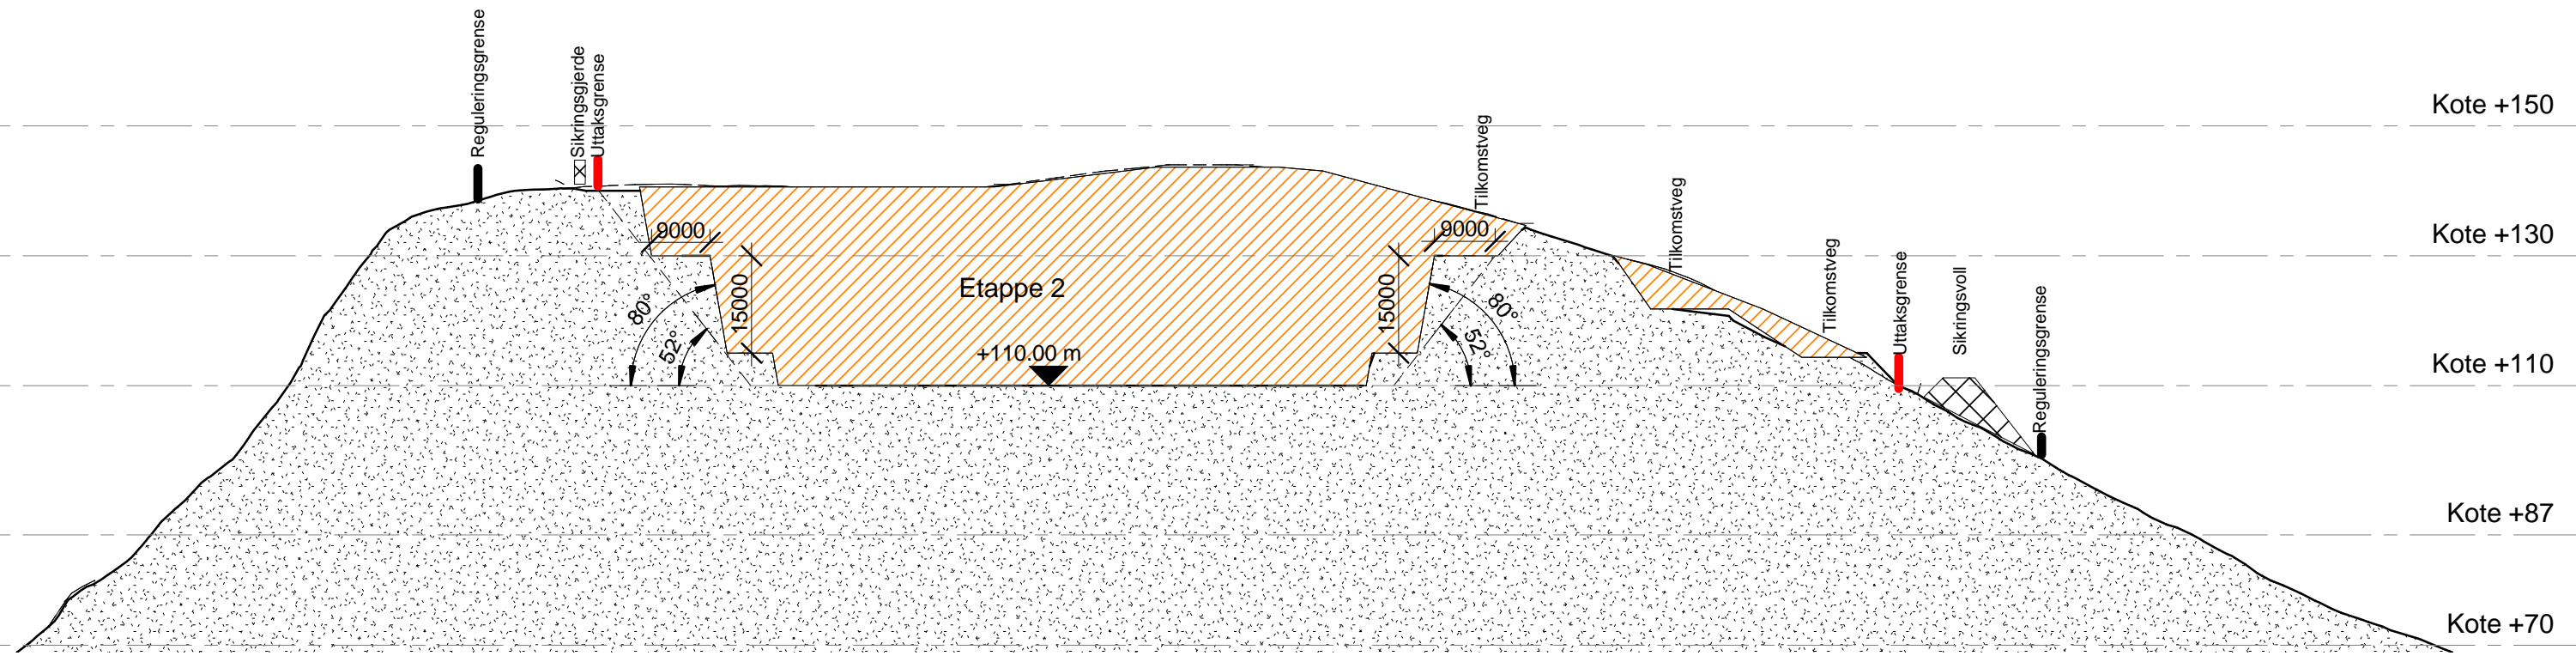 Reguleringsgrense
Sikringsgjerde
Uttaksgrense
Kote +150
Tilkomstveg
Tilkomstveg
9000
9000
Kote +130
Tilkomstveg
Uttaksgrense
Sikringsvoll
Reguleringsgrense
Etappe 2
80°
15000
52°
15000
80°
52°
+110.00 m
Kote +110
Kote +87
Kote +70